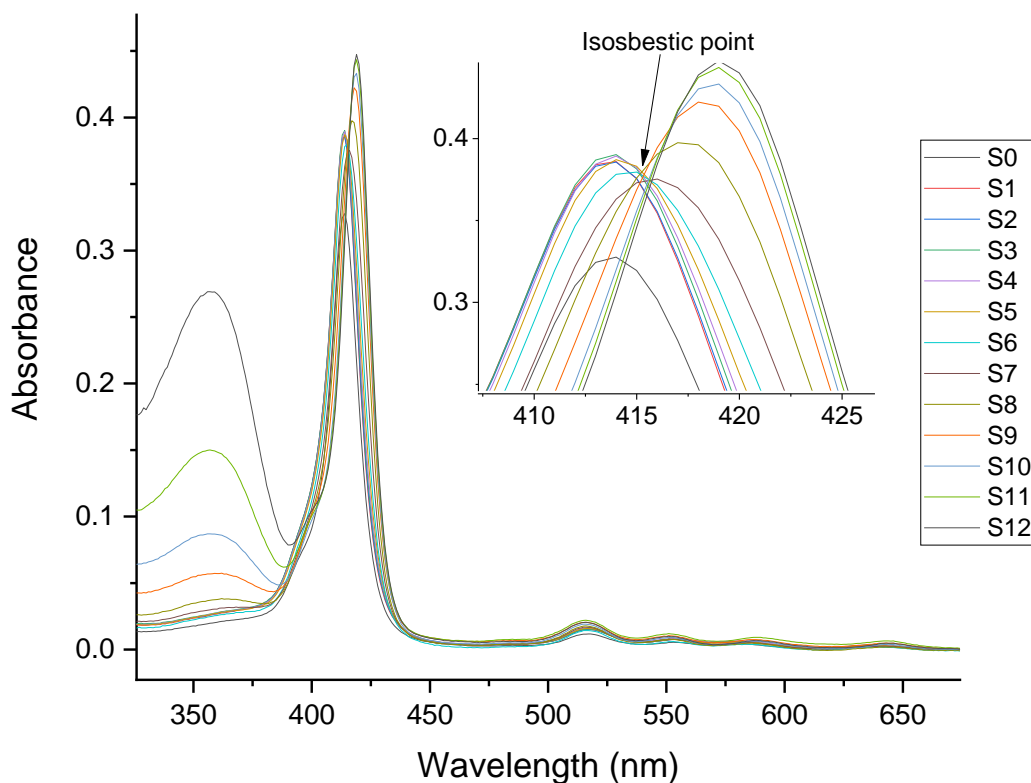 Isosbestic point
0.4
0.3
410
415
420
425
0.4
0.3
0.2
0.1
0.0
350
400
450
500
550
600
650
Absorbance
Wavelength (nm)
S0
S1
S2
S3
S4
S5
S6
S7
S8
S9
S10
S11
S12